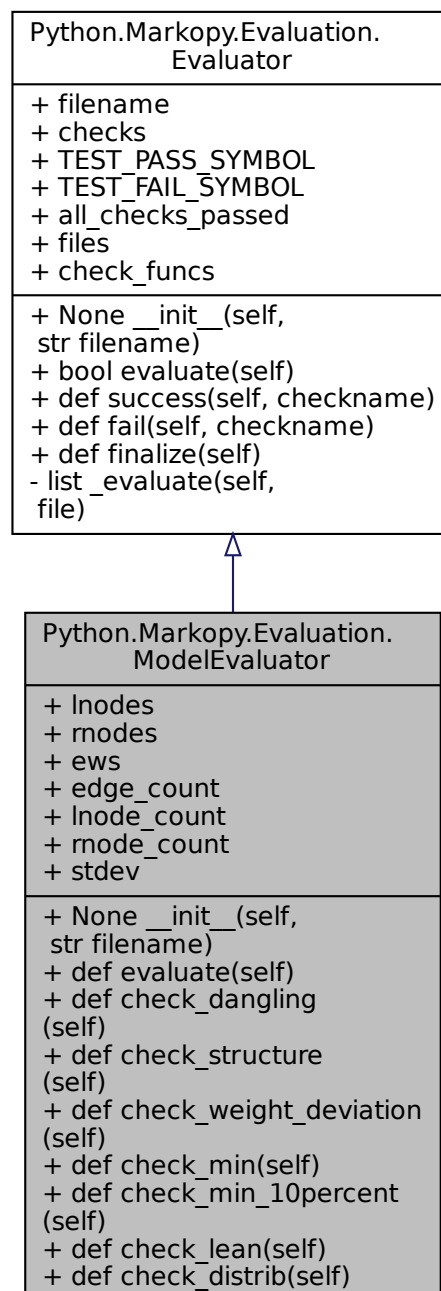 Python.Markopy.Evaluation.
Evaluator
+ filename
+ checks
+ TEST_PASS_SYMBOL
+ TEST_FAIL_SYMBOL
+ all_checks_passed
+ files
+ check_funcs
+ None __init__(self,
str filename)
+ bool evaluate(self)
+ def success(self, checkname)
+ def fail(self, checkname)
+ def finalize(self)
- list _evaluate(self,
file)
Python.Markopy.Evaluation.
ModelEvaluator
+ lnodes
+ rnodes
+ ews
+ edge_count
+ lnode_count
+ rnode_count
+ stdev
+ None __init__(self,
str filename)
+ def evaluate(self)
+ def check_dangling
(self)
+ def check_structure
(self)
+ def check_weight_deviation
(self)
+ def check_min(self)
+ def check_min_10percent
(self)
+ def check_lean(self)
+ def check_distrib(self)